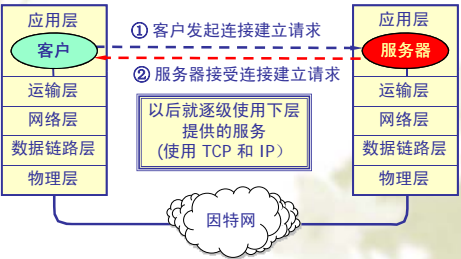 应用层
客户
运输层
网络层
数据链路层
物理层
① 客户发起连接建立请求
② 服务器接受连接建立请求
以后就逐级使用下层
提供的服务
(使用 TCP 和 IP）
因特网
应用层
服务器
运输层
网络层
数据链路层
物理层